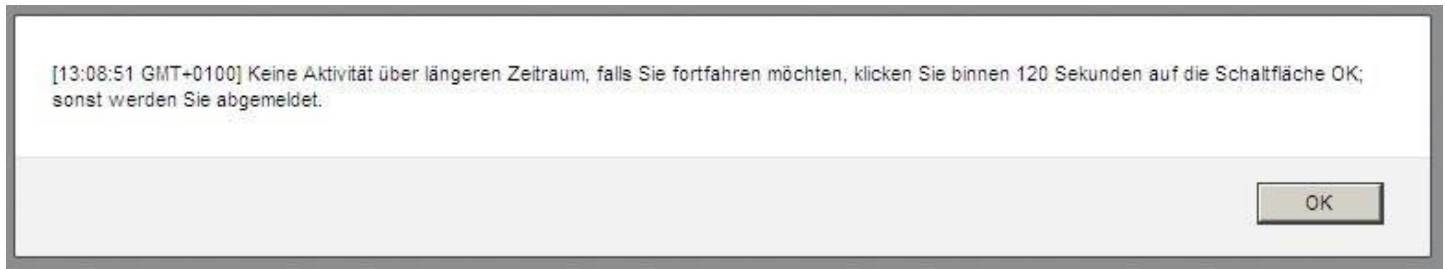 [13:08:51 GMT+0100] Keine Aktivität über längeren Zeitraum, falls Sie fortfahren möchten, klicken Sie binnen 120 Sekunden auf die Schaltfläche OK;
sonst werden Sie abgemeldet.
OK